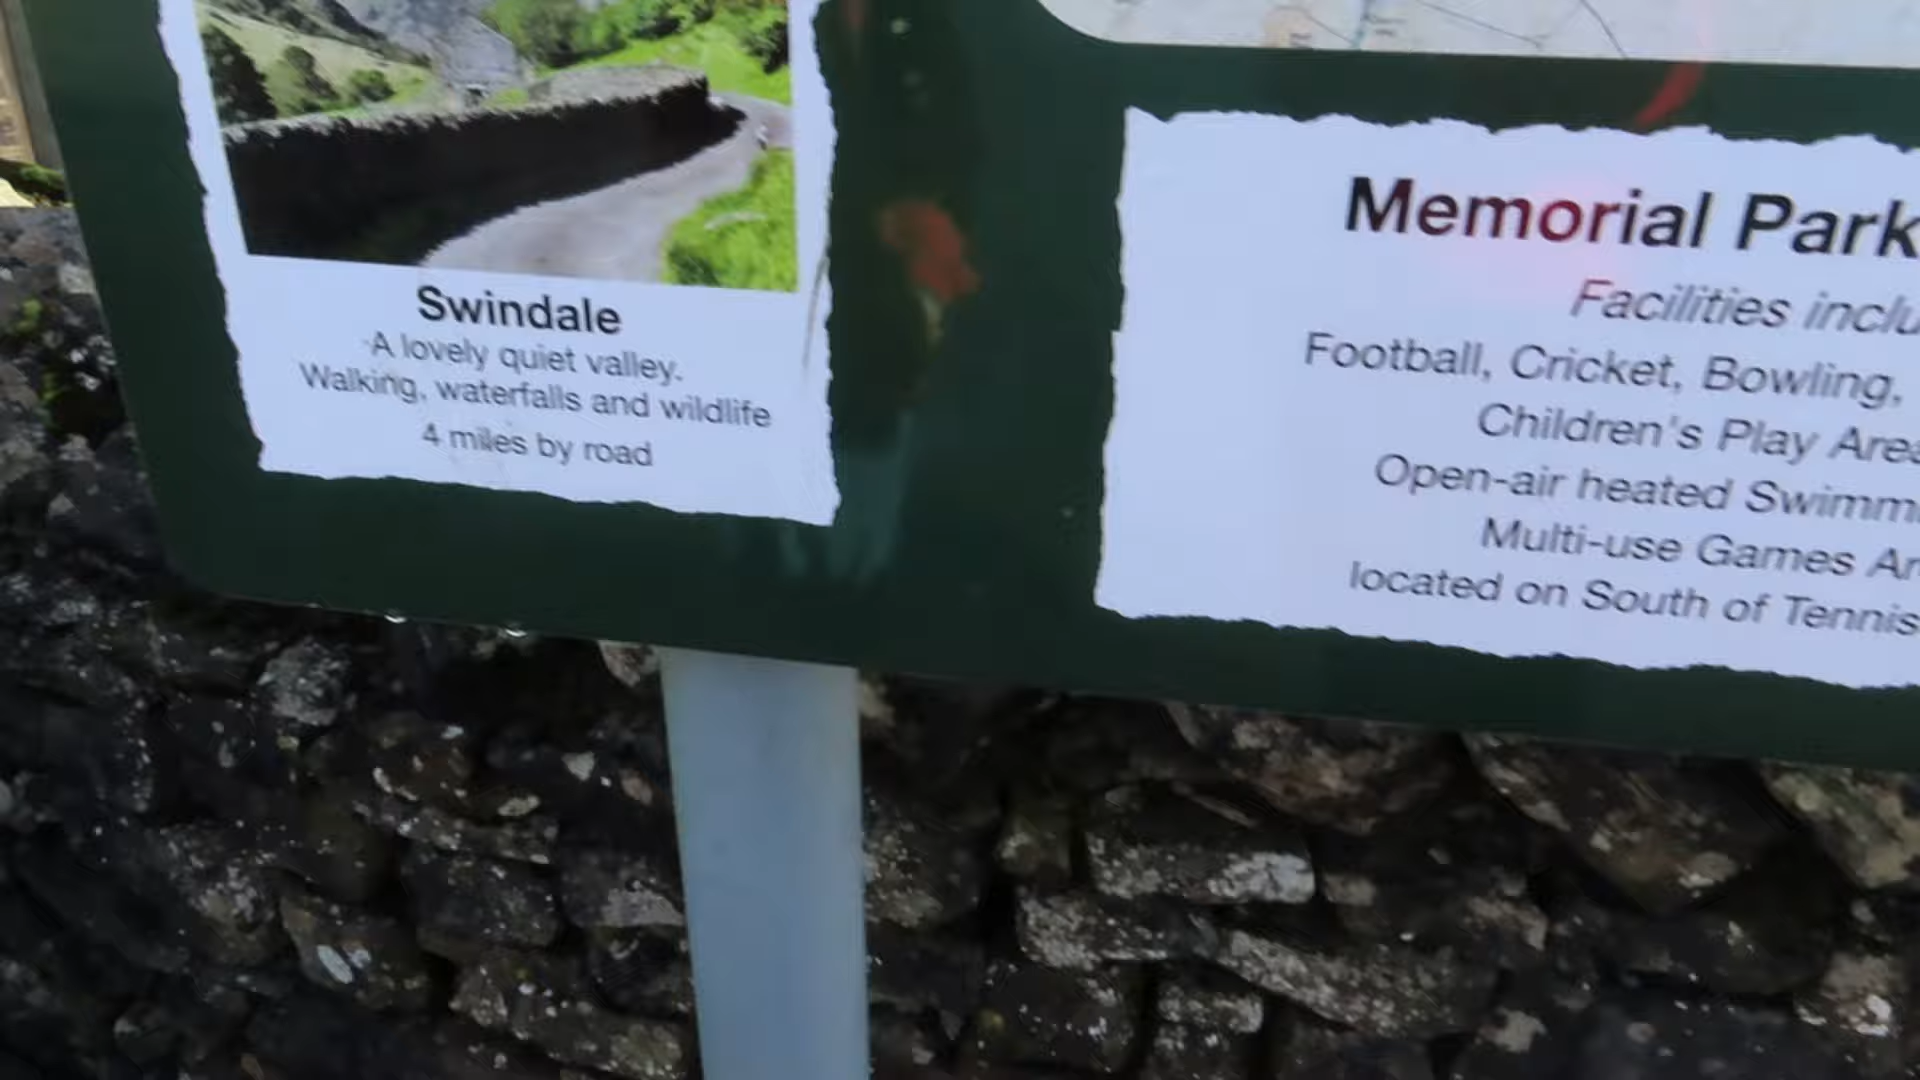 Swindale
A lovely quiet valley.
Walking, waterfalls and wildlife
4 miles by road
Memorial Park
Facilities inclu
Football, Cricket, Bowling,
Children's Play Area
Open-air heated Swimm
Multi-use Games Ar
located on South of Tennis